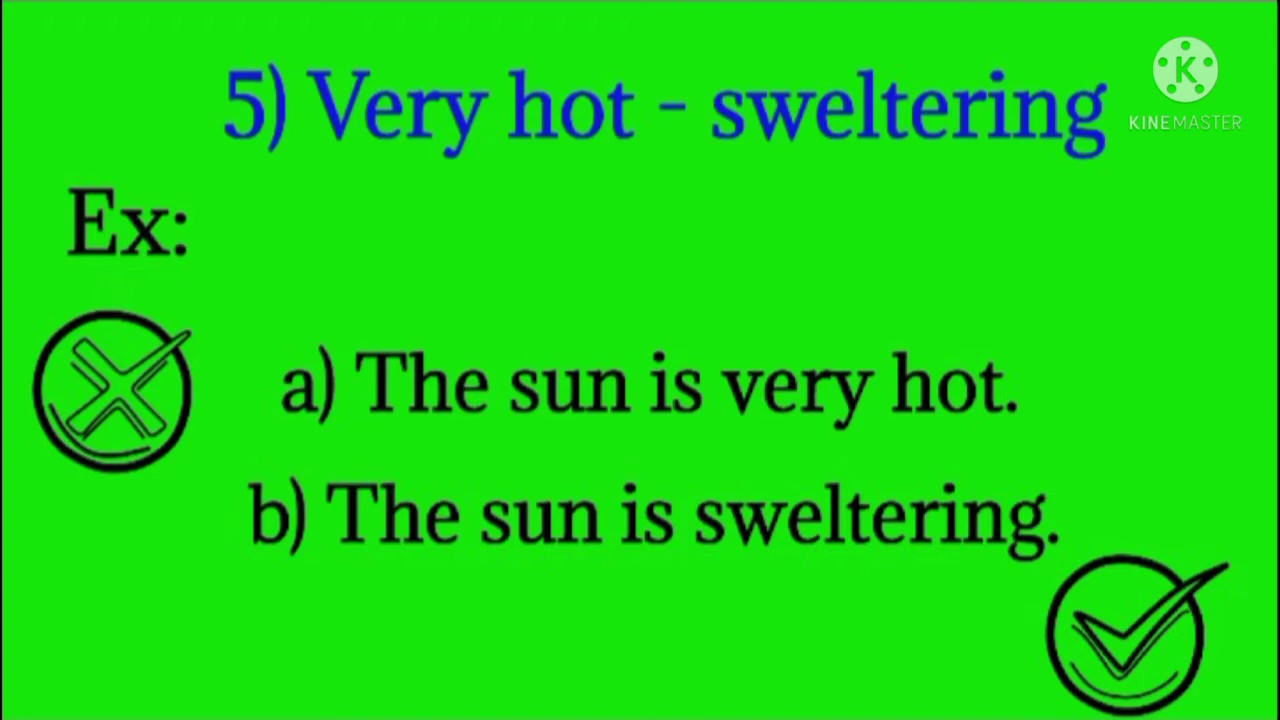 5) Very hot - sweltering
K
KINEMASTER
Ex:
a) The sun is very hot.
b) The sun is sweltering.